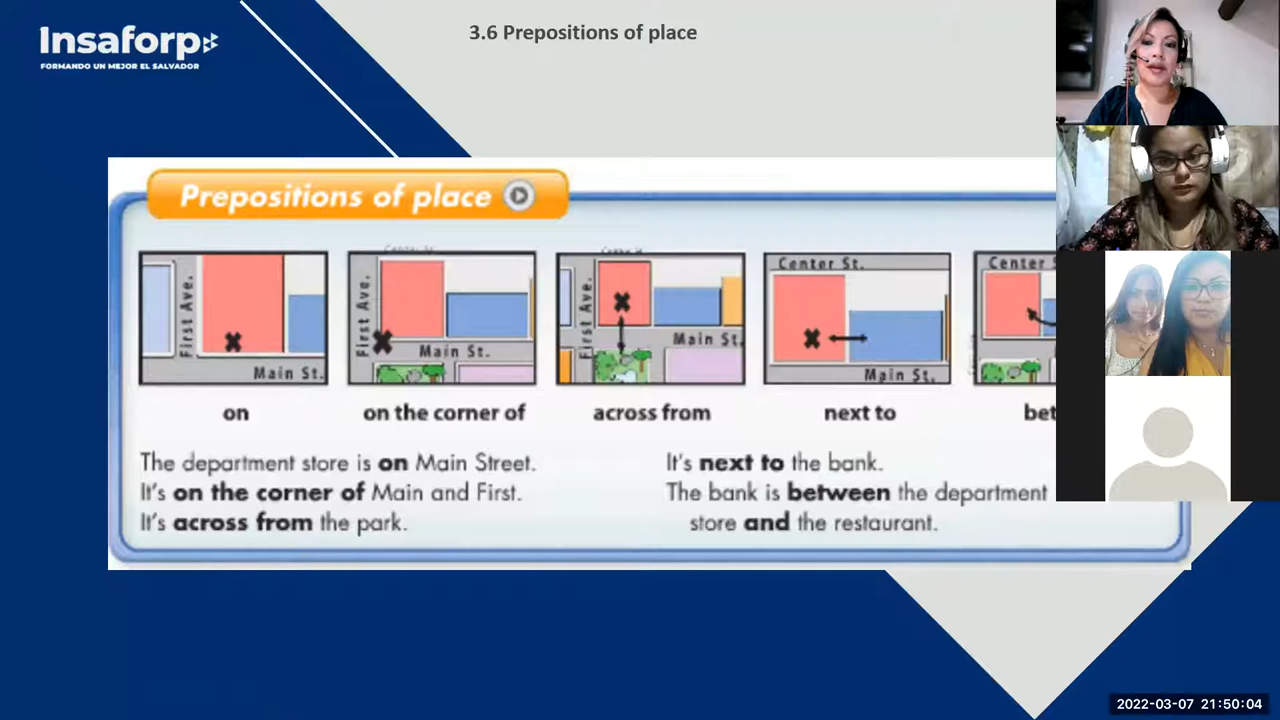 3.6 Prepositions of place
Insaforp
FORMANDO UN MEJOR EL SALVADOR
Prepositions of place
First Ave.
Main St.
Center St.
First Ave.
Main St.
First Ave.
Main St.
Center St.
Main St.
Center
on
on the corner of
across from
next to
bet
The department store is on Main Street.
It's on the corner of Main and First.
It's across from the park.
It's next to the bank.
The bank is between the department
store and the restaurant.
2022-03-07 21:50:04